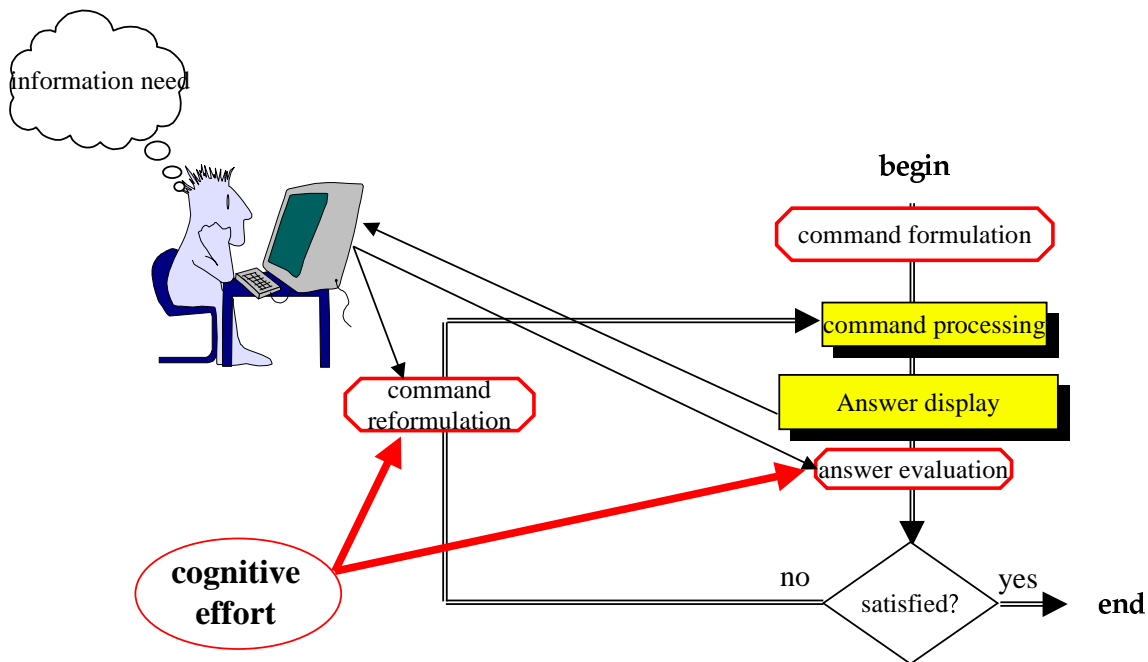 information need
begin
command formulation
command processing
command
reformulation
Answer display
answer evaluation
cognitive
effort
no
satisfied?
yes
end